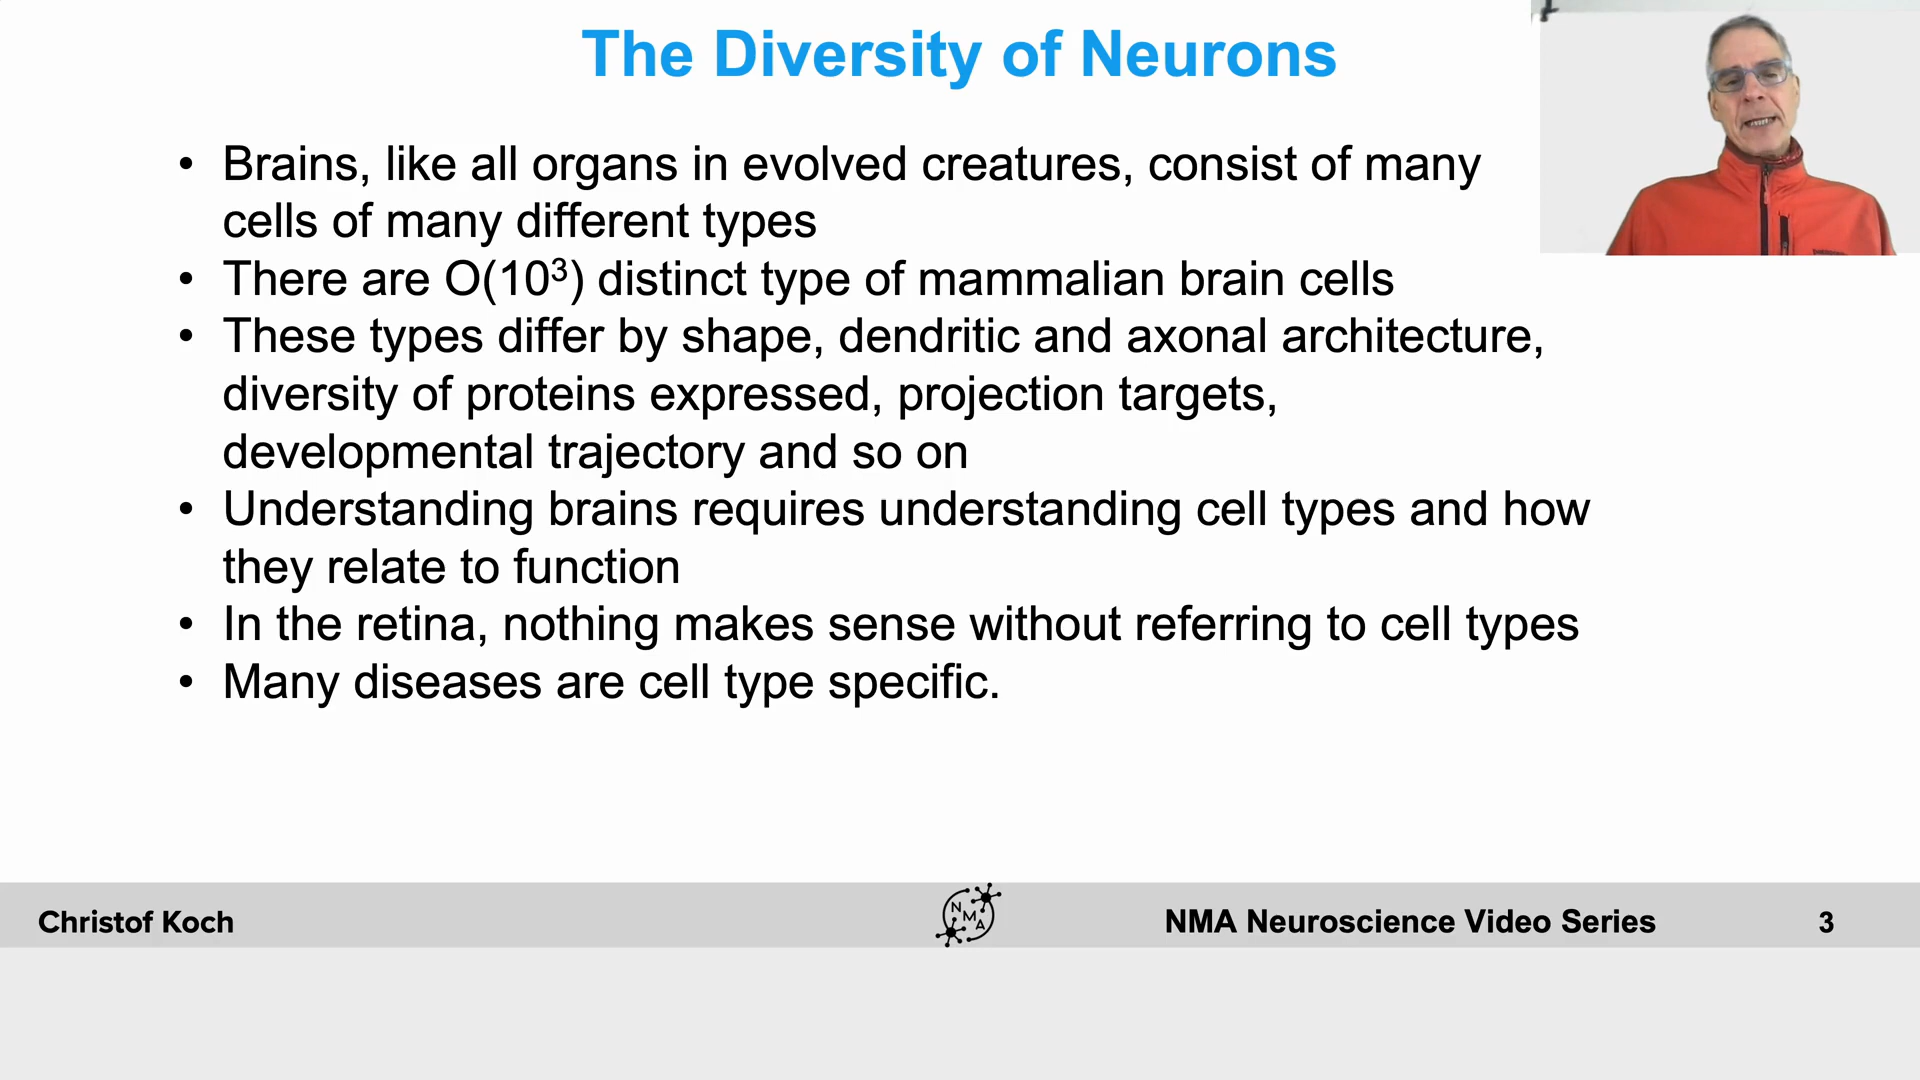 The Diversity of Neurons
• Brains, like all organs in evolved creatures, consist of many
cells of many different types
• There are O(10³) distinct type of mammalian brain cells
• These types differ by shape, dendritic and axonal architecture,
diversity of proteins expressed, projection targets,
developmental trajectory and so on
• Understanding brains requires understanding cell types and how
they relate to function
• In the retina, nothing makes sense without referring to cell types
• Many diseases are cell type specific.
Christof Koch
N
M
A
NMA Neuroscience Video Series
3